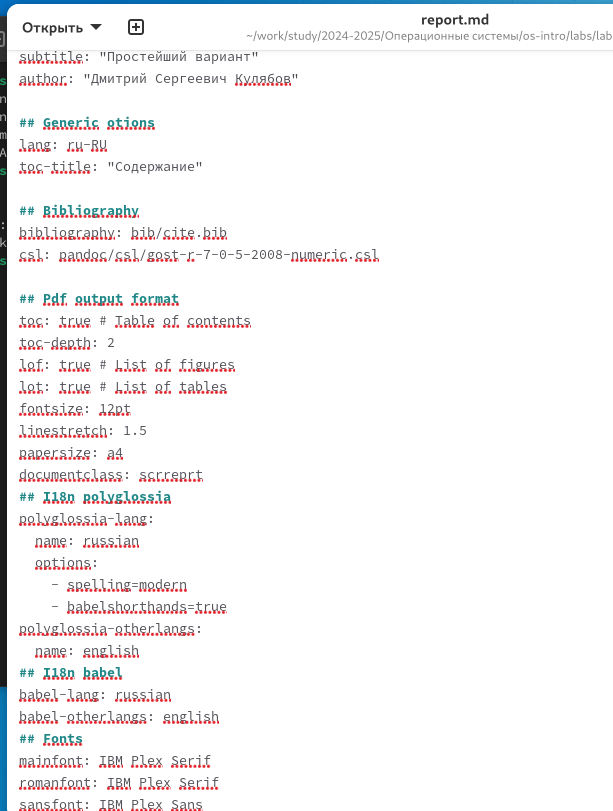 Открыть
report.md
~/work/study/2024-2025/Операционные системы/os-intro/labs/lab
subtitle: "Простейший вариант"
author: "Дмитрий Сергеевич Кулябов"
## Generic otions
lang: ru-RU
toc-title: "Содержание"
## Bibliography
bibliography: bib/cite.bib
csl: pandoc/csl/gost-r-7-0-5-2008-numeric.csl
## Pdf output format
toc: true # Table of contents
toc-depth: 2
lof: true # List of figures
lot: true # List of tables
fontsize: 12pt
linestretch: 1.5
papersize: a4
documentclass: scrreprt
## I18n polyglossia
polyglossia-lang:
  name: russian
  options:
    - spelling=modern
    - babelshorthands=true
polyglossia-otherlangs:
  name: english
## I18n babel
babel-lang: russian
babel-otherlangs: english
## Fonts
mainfont: IBM Plex Serif
romanfont: IBM Plex Serif
sansfont: IBM Plex Sans